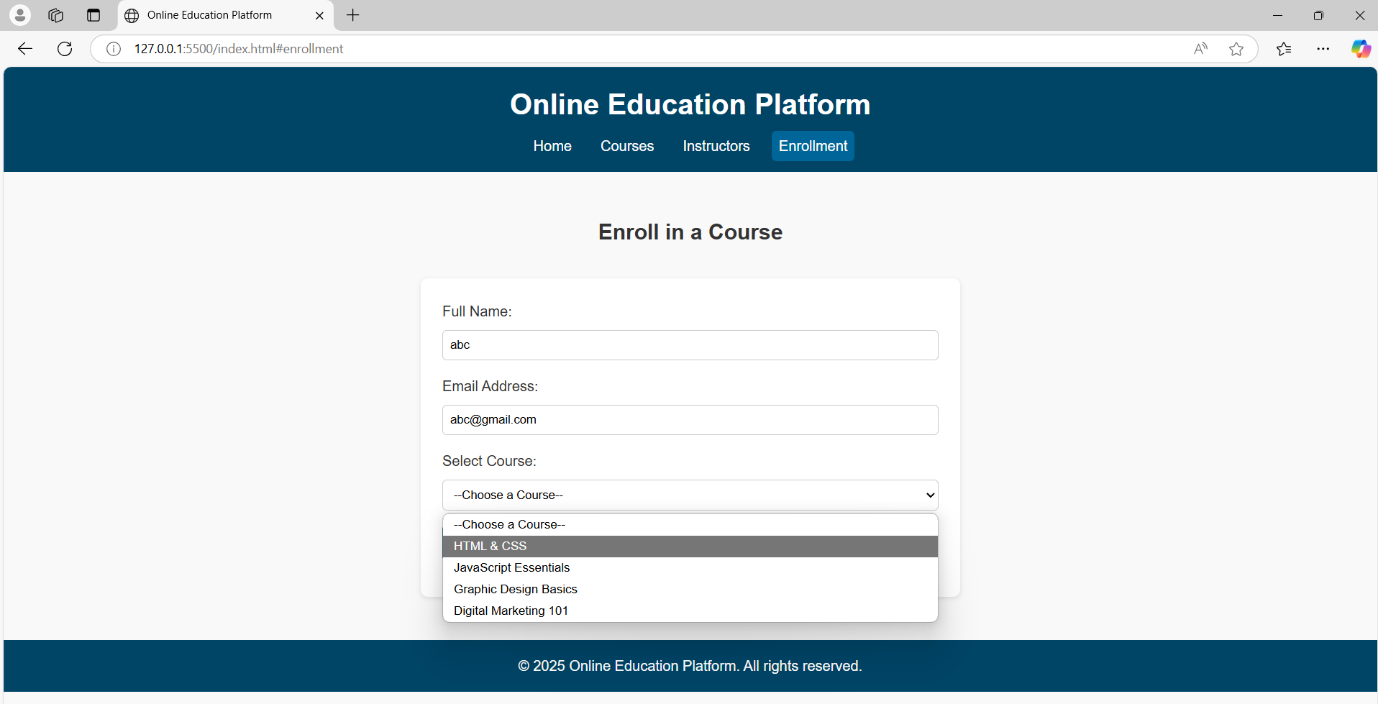 Online Education Platform
127.0.0.1:5500/index.html#enrollment
Online Education Platform
Home Courses Instructors Enrollment
Enroll in a Course
Full Name:
abc
Email Address:
abc@gmail.com
Select Course:
--Choose a Course--
--Choose a Course--
HTML & CSS
JavaScript Essentials
Graphic Design Basics
Digital Marketing 101
© 2025 Online Education Platform. All rights reserved.